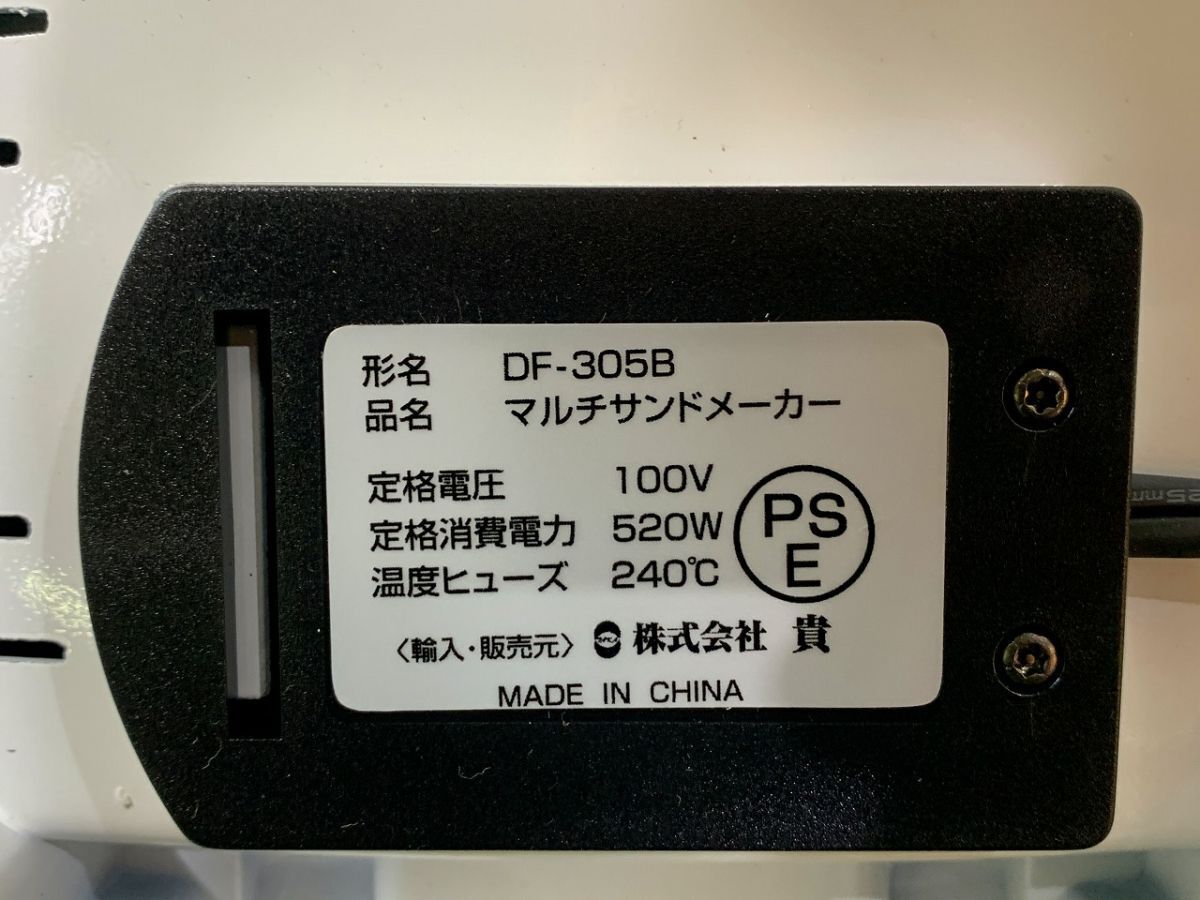 形名 DF-305B
品名 マルチサンドメーカー
定格電圧 100V
定格消費電力 520W
温度ヒューズ 240℃
PS
E
〈輸入・販売元〉 株式会社 貴
MADE IN CHINA